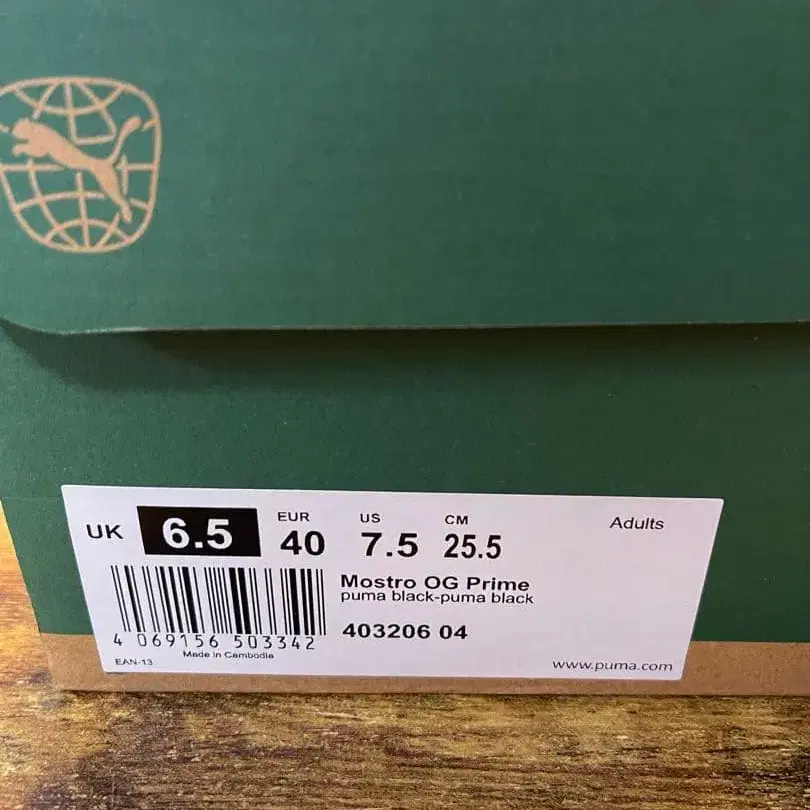 UK 6.5 EUR 40 US 7.5 CM 25.5 Adults
Mostro OG Prime
puma black-puma black
403206 04
4 069156 503342
EAN-13 Made in Cambodia
www.puma.com